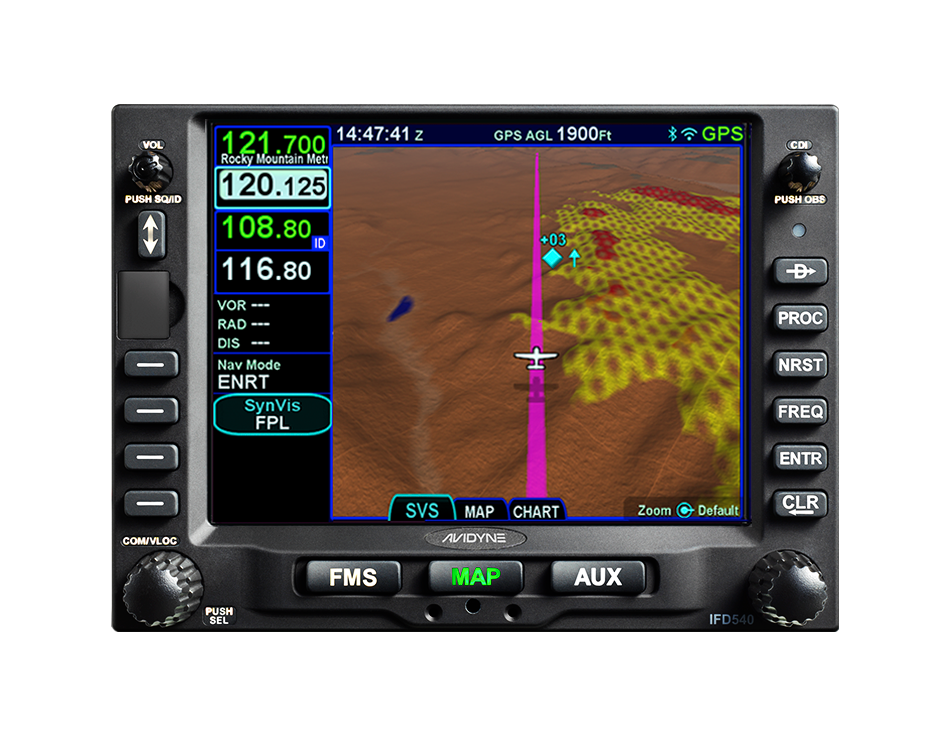 VOL
PUSH SQ/ID
121.700
Rocky Mountain Metr
120.125
108.80
ID
116.80
VOR ---
RAD ---
DIS ---
Nav Mode
ENRT
SynVis
FPL
14:47:41 Z
GPS AGL 1900Ft
GPS
+03
SVS
MAP
CHART
Zoom
Default
CDI
PUSH OBS
D
PROC
NRST
FREQ
ENTR
CLR
AVIDYNE
COM/VLOC
PUSH
SEL
FMS
MAP
AUX
IFD540